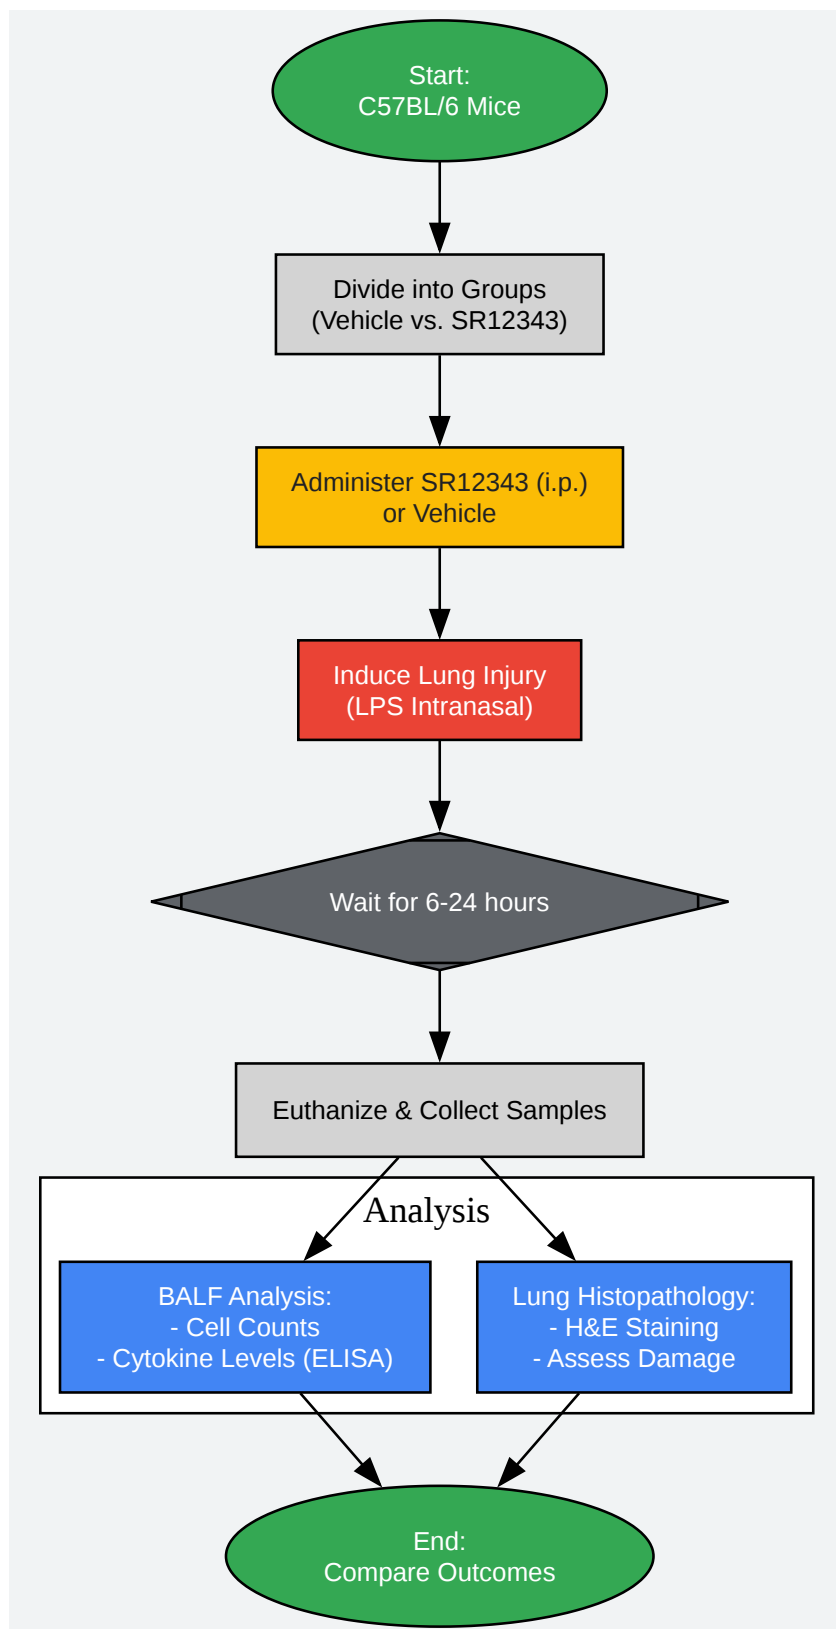 Start:
C57BL/6 Mice
Divide into Groups
(Vehicle vs. SR12343)
Administer SR12343 (i.p.)
or Vehicle
Induce Lung Injury
(LPS Intranasal)
Wait for 6-24 hours
Euthanize & Collect Samples
Analysis
BALF Analysis:
- Cell Counts
- Cytokine Levels (ELISA)
Lung Histopathology:
- H&E Staining
- Assess Damage
End:
Compare Outcomes